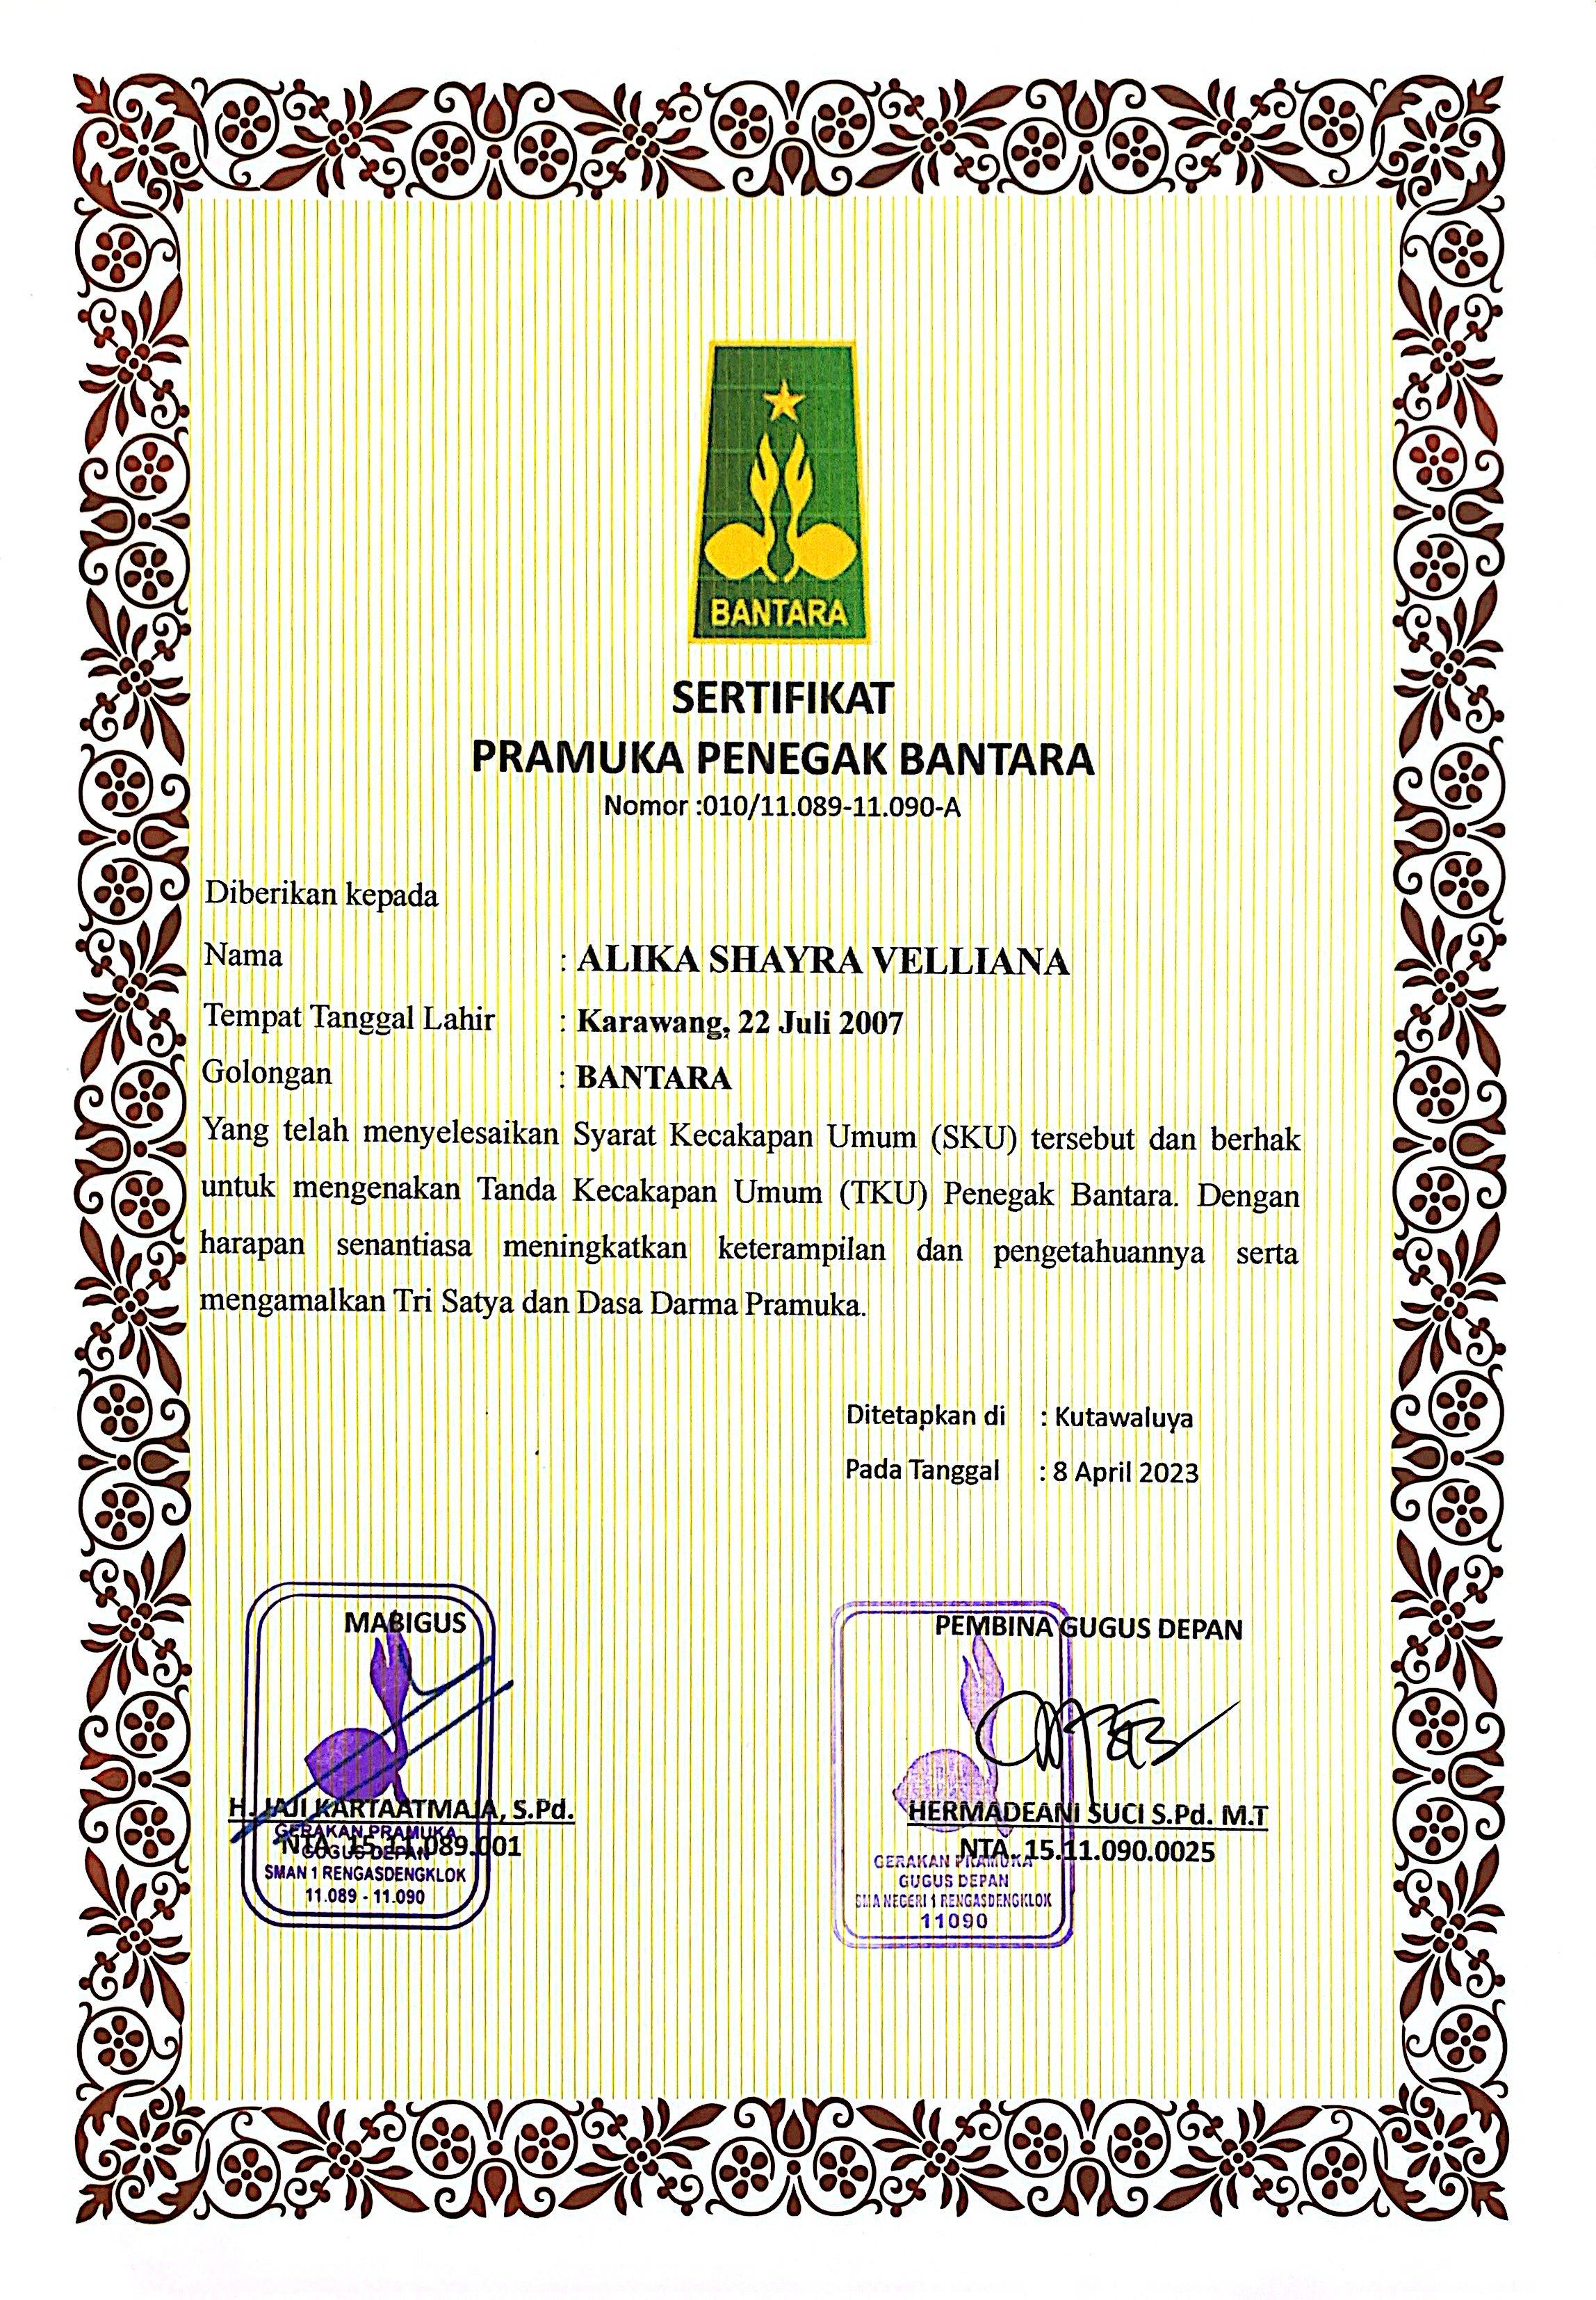 BANTARA
SERTIFIKAT
PRAMUKA PENEGAK BANTARA
Nomor :010/11.089-11.090-A
Diberikan kepada
Nama : ALIKA SHAYRA VELLIANA
Tempat Tanggal Lahir : Karawang, 22 Juli 2007
Golongan : BANTARA
Yang telah menyelesaikan Syarat Kecakapan Umum (SKU) tersebut dan berhak
untuk mengenakan Tanda Kecakapan Umum (TKU) Penegak Bantara. Dengan
harapan senantiasa meningkatkan keterampilan dan pengetahuannya serta
mengamalkan Tri Satya dan Dasa Darma Pramuka.
Ditetapkan di : Kutawaluya
Pada Tanggal : 8 April 2023
MABIGUS
H. JAJI KARTAATMAJA, S.Pd.
NTA. 15.11.089.001
GERAKAN PRAMUKA
GUGUS DEPAN
SMAN 1 RENGASDENGKLOK
11.089 - 11.090
PEMBINA GUGUS DEPAN
HERMADEANI SUCI S.Pd. M.T
NTA. 15.11.090.0025
GERAKAN PRAMUKA
GUGUS DEPAN
SMA NEGERI 1 RENGASDENGKLOK
11090